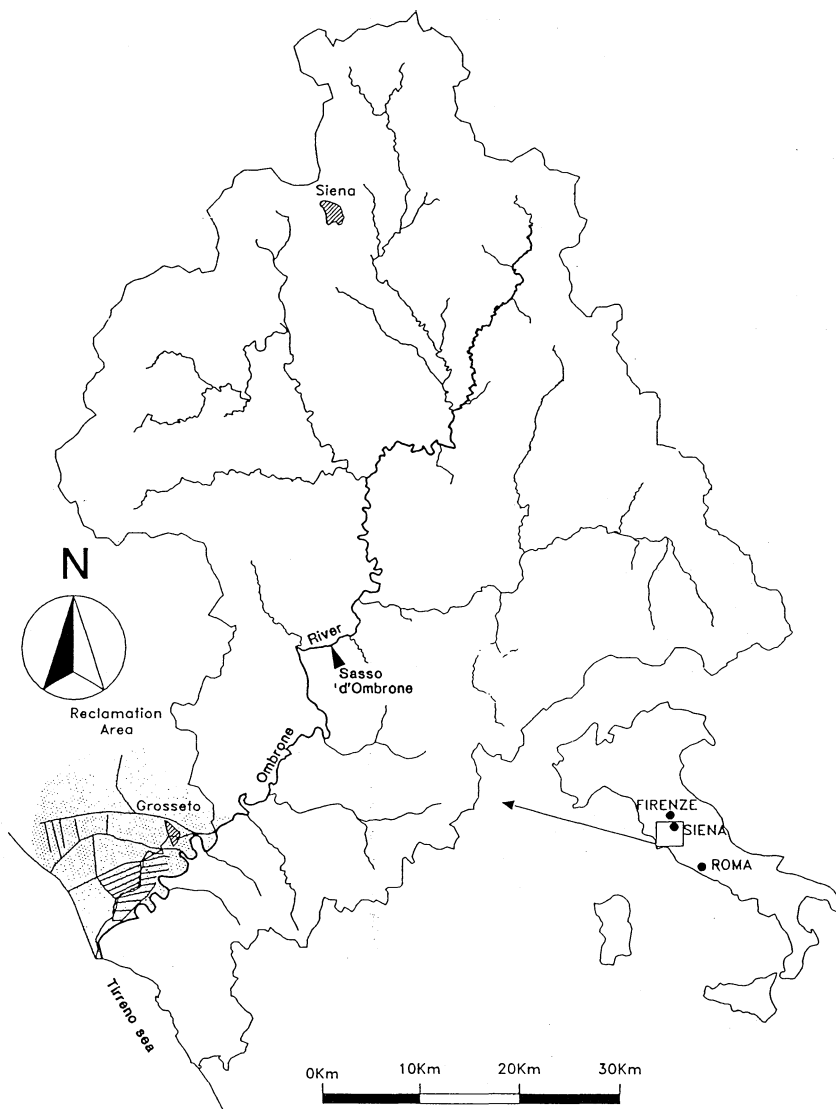 Siena
N
River
Sasso
'd'Ombrone
Reclamation
Area
Ombrone
Grosseto
FIRENZE
SIENA
ROMA
Tirreno sea
0Km
10Km
20Km
30Km